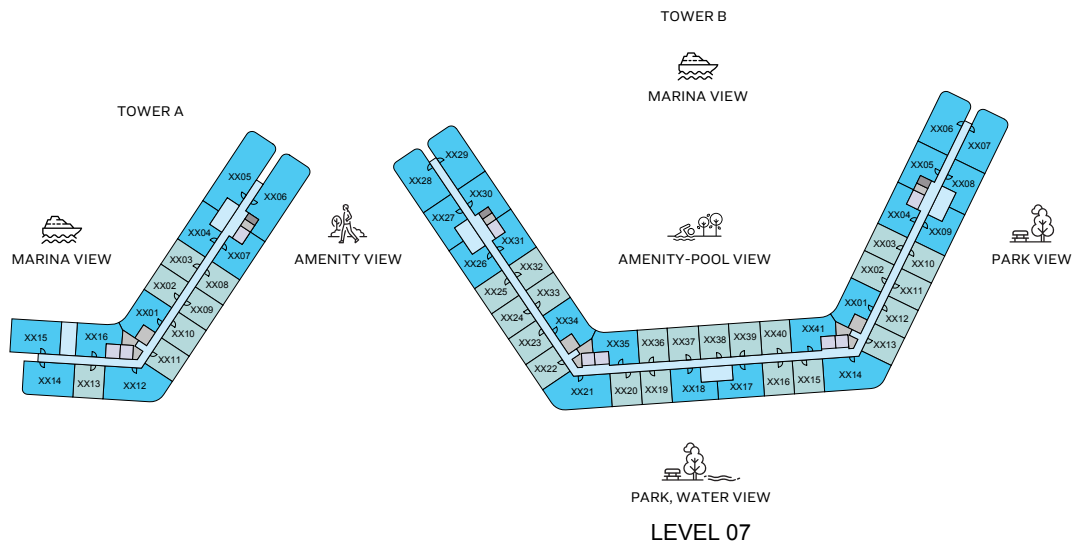 TOWER B
MARINA VIEW
TOWER A
XX05
XX06
XX04
XX03
XX02
XX01
XX07
XX08
XX09
XX10
XX11
XX16
XX15
XX14
XX13
XX12
MARINA VIEW
AMENITY VIEW
XX29
XX28
XX30
XX27
XX31
XX26
XX32
XX25
XX33
XX24
XX34
XX23
XX22
XX21
XX35
XX36
XX37
XX38
XX39
XX40
XX41
XX20
XX19
XX18
XX17
XX16
XX15
XX14
XX06
XX07
XX05
XX08
XX04
XX09
XX03
XX10
XX02
XX11
XX01
XX12
XX13
AMENITY-POOL VIEW
PARK VIEW
PARK, WATER VIEW
LEVEL 07